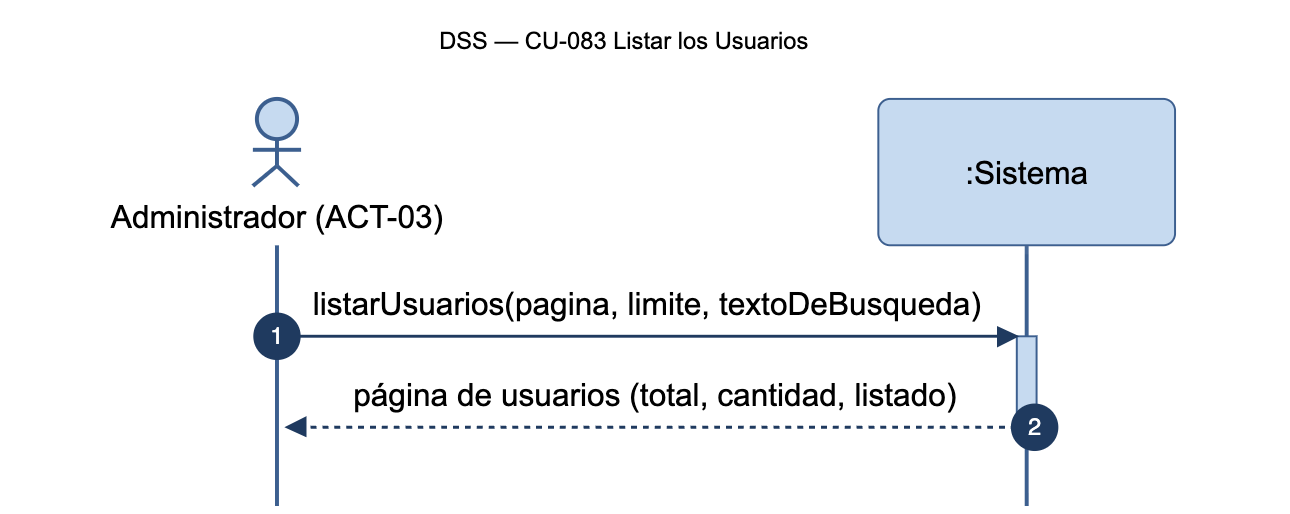 DSS — CU-083 Listar los Usuarios
:Sistema
Administrador (ACT-03)
listarUsuarios(pagina, limite, textoDeBusqueda)
1
página de usuarios (total, cantidad, listado)
2